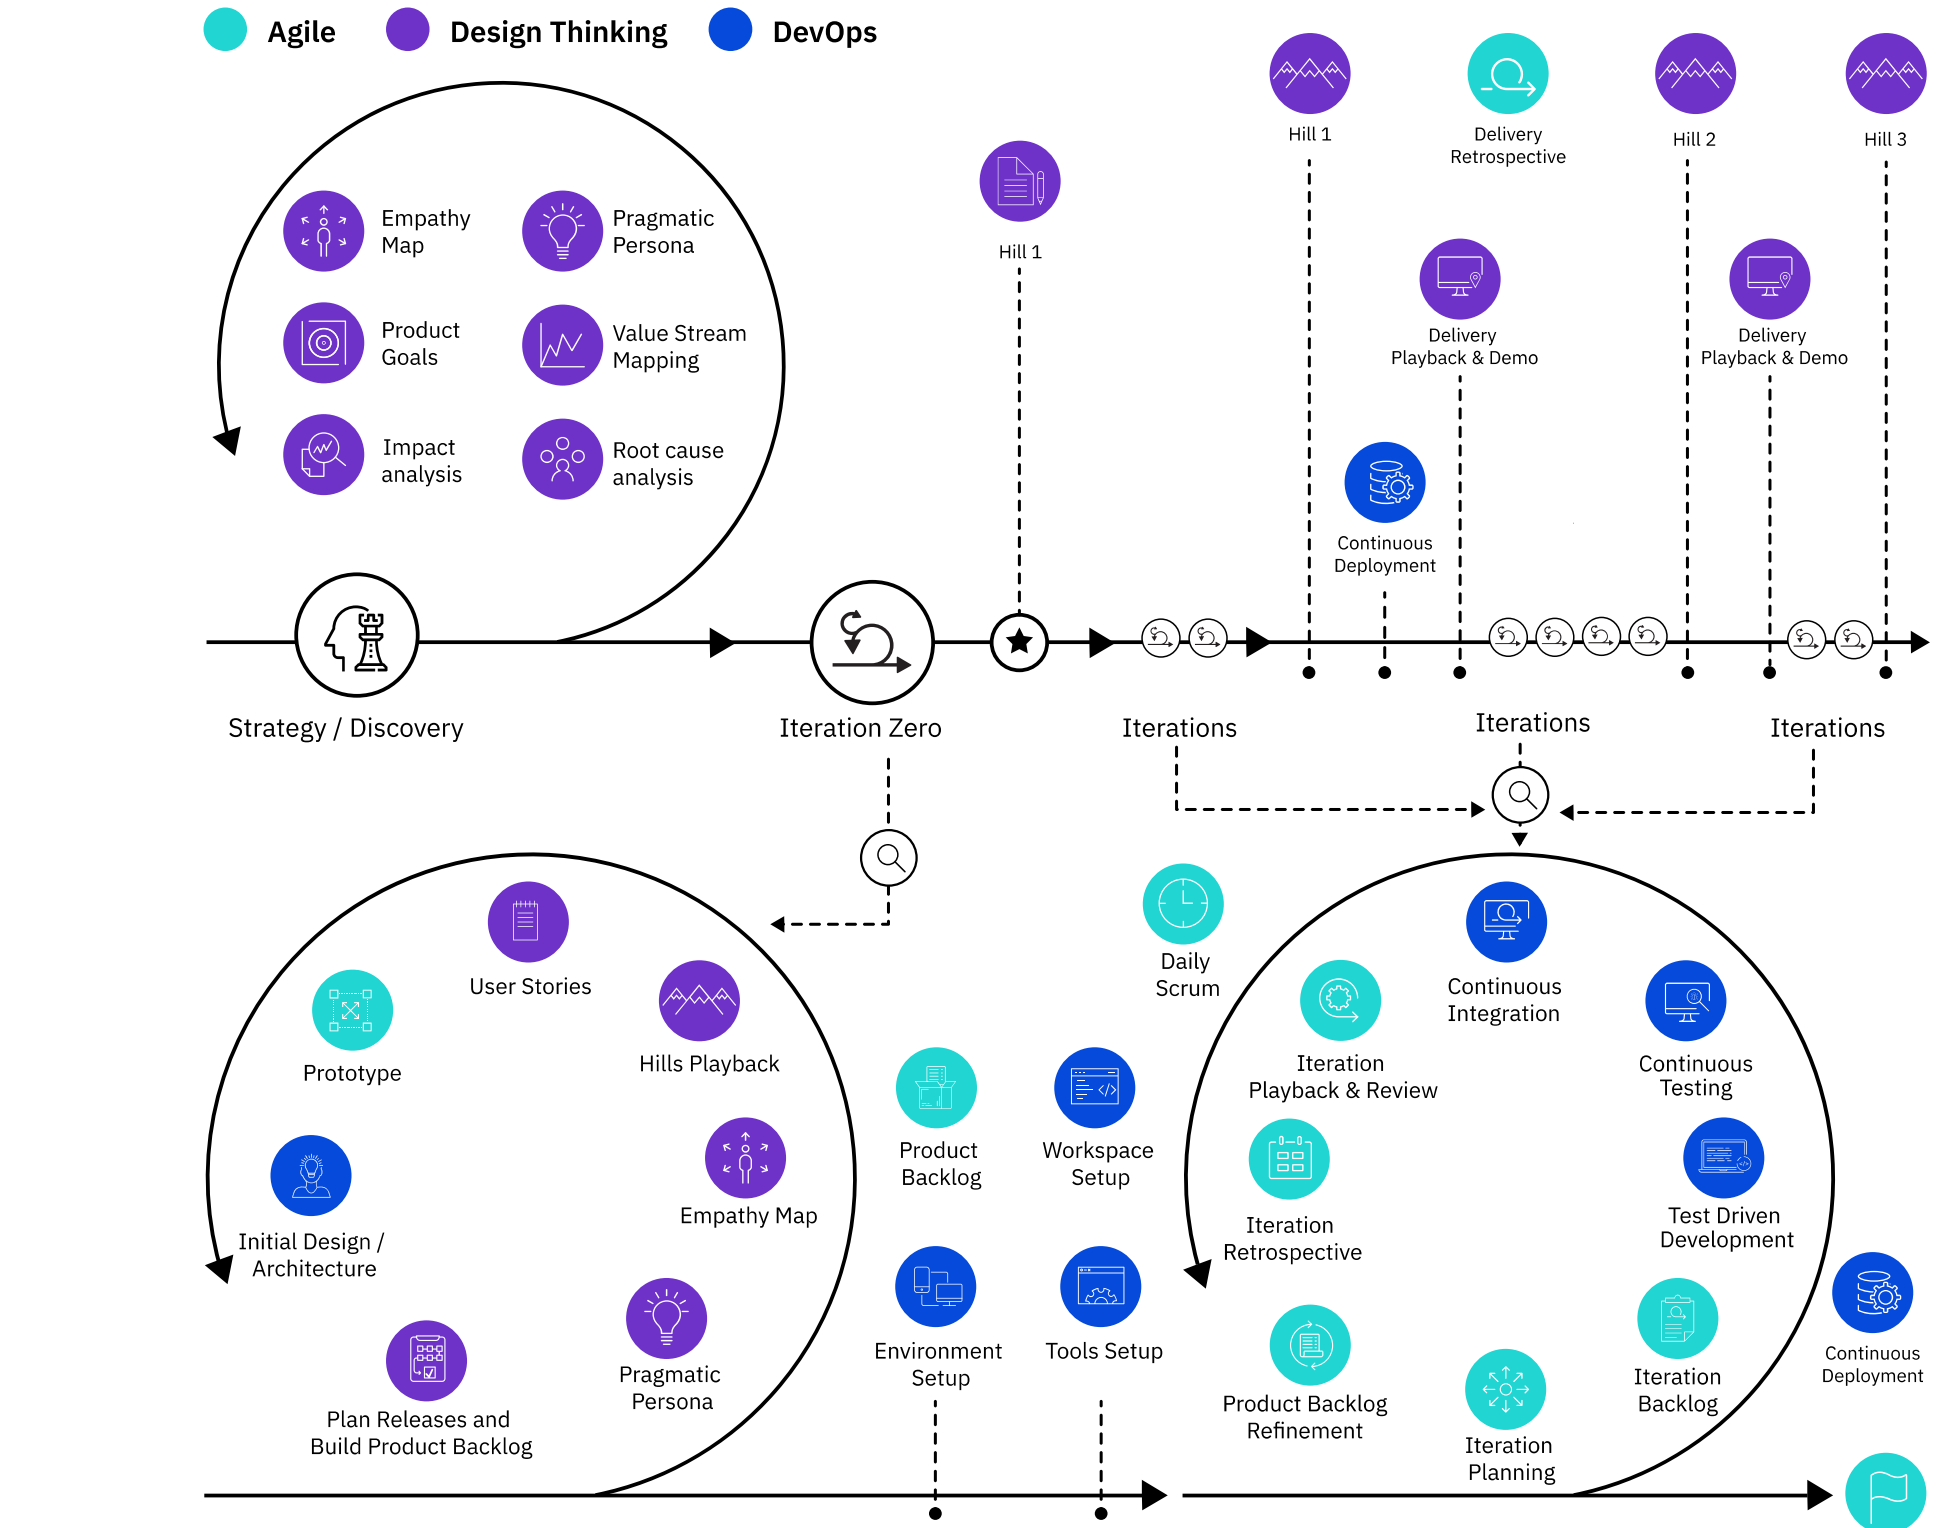 Agile
Design Thinking
DevOps
Empathy
Map
Pragmatic
Persona
Product
Goals
Value Stream
Mapping
Impact
analysis
Root cause
analysis
Hill 1
Hill 1
Delivery
Retrospective
Hill 2
Hill 3
Delivery
Playback & Demo
Delivery
Playback & Demo
Continuous
Deployment
Strategy / Discovery
Iteration Zero
Iterations
Iterations
Iterations
User Stories
Prototype
Hills Playback
Empathy Map
Initial Design /
Architecture
Pragmatic
Persona
Plan Releases and
Build Product Backlog
Product
Backlog
Workspace
Setup
Environment
Setup
Tools Setup
Daily
Scrum
Continuous
Integration
Iteration
Playback & Review
Continuous
Testing
Iteration
Retrospective
Test Driven
Development
Product Backlog
Refinement
Iteration
Planning
Iteration
Backlog
Continuous
Deployment